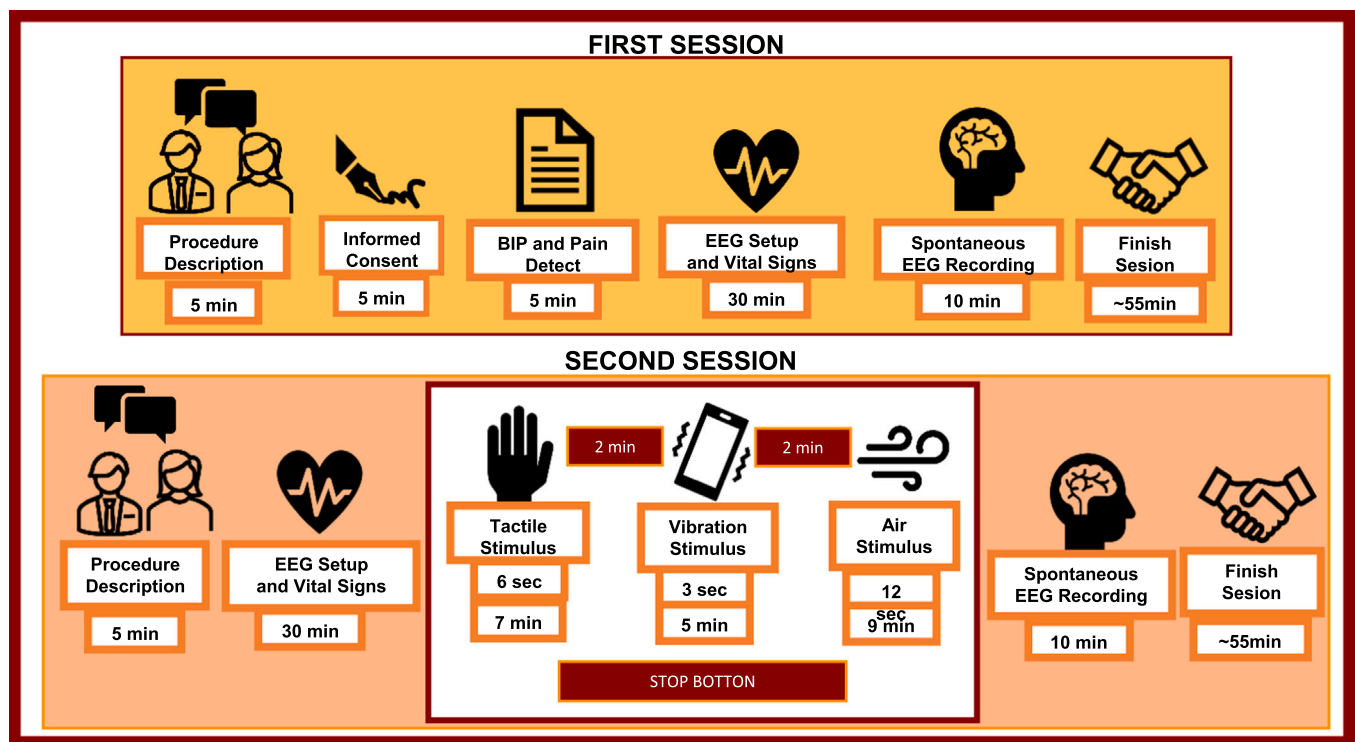 FIRST SESSION
Procedure
Description
5 min
Informed
Consent
5 min
BIP and Pain
Detect
5 min
EEG Setup
and Vital Signs
30 min
Spontaneous
EEG Recording
10 min
Finish
Sesion
~55min
SECOND SESSION
Procedure
Description
5 min
EEG Setup
and Vital Signs
30 min
Tactile
Stimulus
6 sec
7 min
2 min
Vibration
Stimulus
3 sec
5 min
2 min
Air
Stimulus
12
sec
9 min
STOP BOTTON
Spontaneous
EEG Recording
10 min
Finish
Sesion
~55min